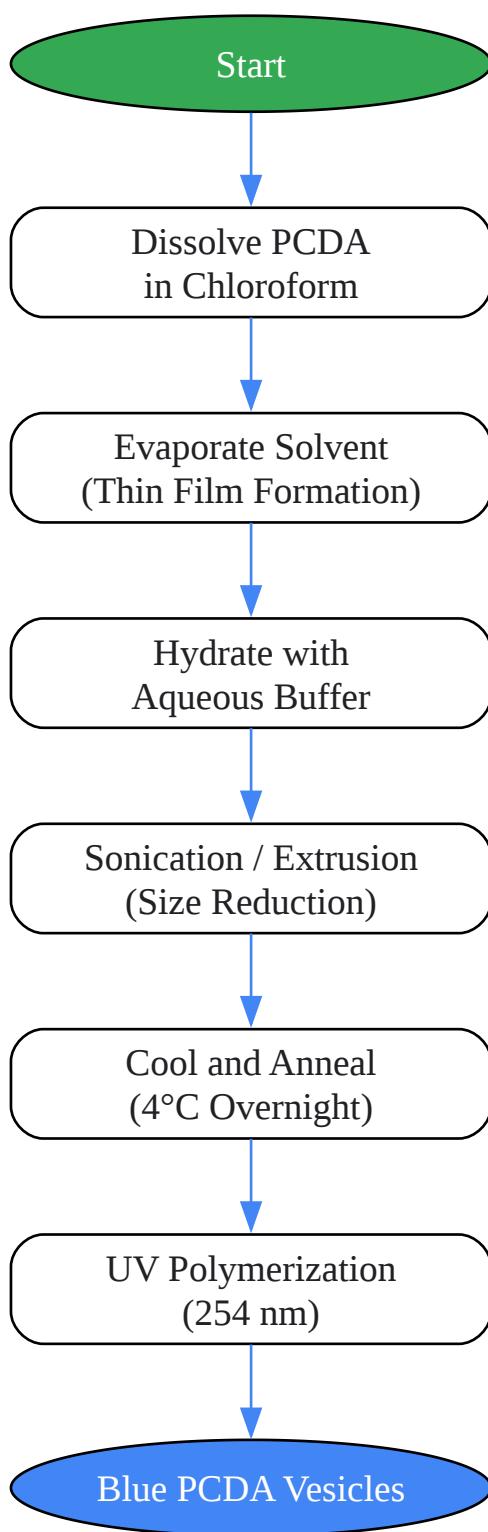 Start
Dissolve PCDA
in Chloroform
Evaporate Solvent
(Thin Film Formation)
Hydrate with
Aqueous Buffer
Sonication / Extrusion
(Size Reduction)
Cool and Anneal
(4°C Overnight)
UV Polymerization
(254 nm)
Blue PCDA Vesicles